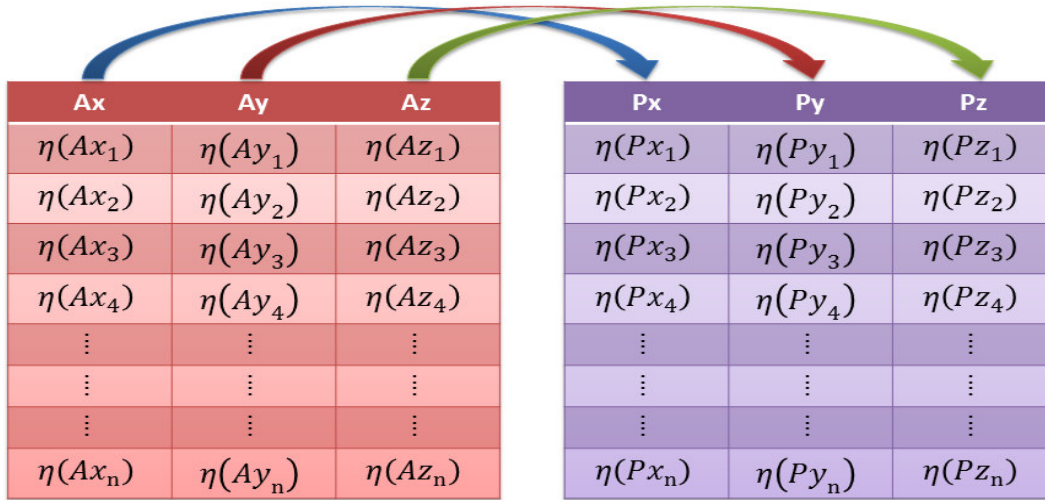 Ax Ay Az Px Py Pz
η(Ax₁) η(Ay₁) η(Az₁) η(Px₁) η(Py₁) η(Pz₁)
η(Ax₂) η(Ay₂) η(Az₂) η(Px₂) η(Py₂) η(Pz₂)
η(Ax₃) η(Ay₃) η(Az₃) η(Px₃) η(Py₃) η(Pz₃)
η(Ax₄) η(Ay₄) η(Az₄) η(Px₄) η(Py₄) η(Pz₄)
⋮ ⋮ ⋮ ⋮ ⋮ ⋮
⋮ ⋮ ⋮ ⋮ ⋮ ⋮
⋮ ⋮ ⋮ ⋮ ⋮ ⋮
η(Axₙ) η(Ayₙ) η(Azₙ) η(Pxₙ) η(Pyₙ) η(Pzₙ)